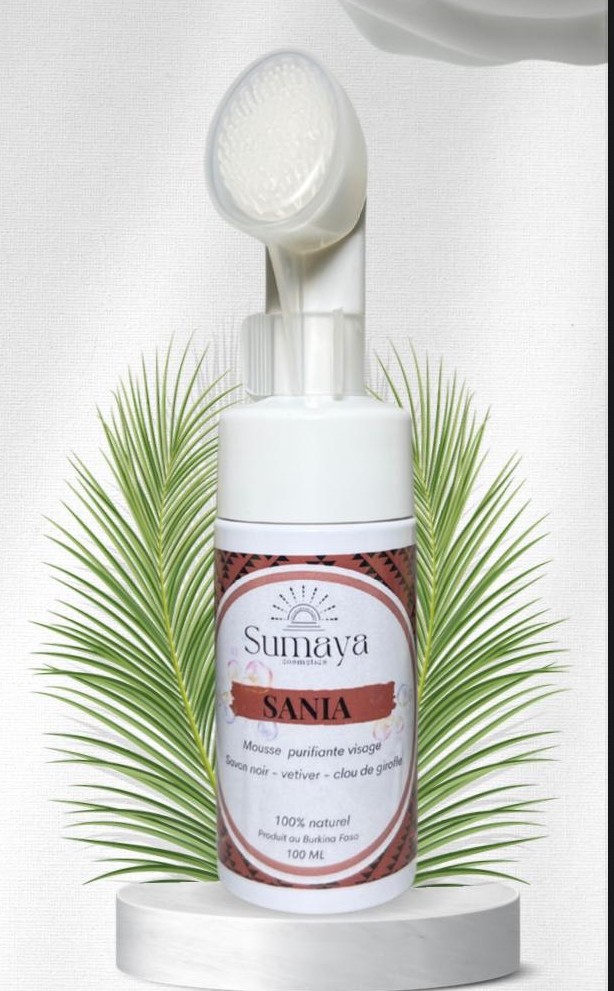 Sumaya
cosmetics
SANIA
Mousse purifiante visage
Savon noir - vetiver - clou de girofle
100% naturel
Produit au Burkina Faso
100 ML